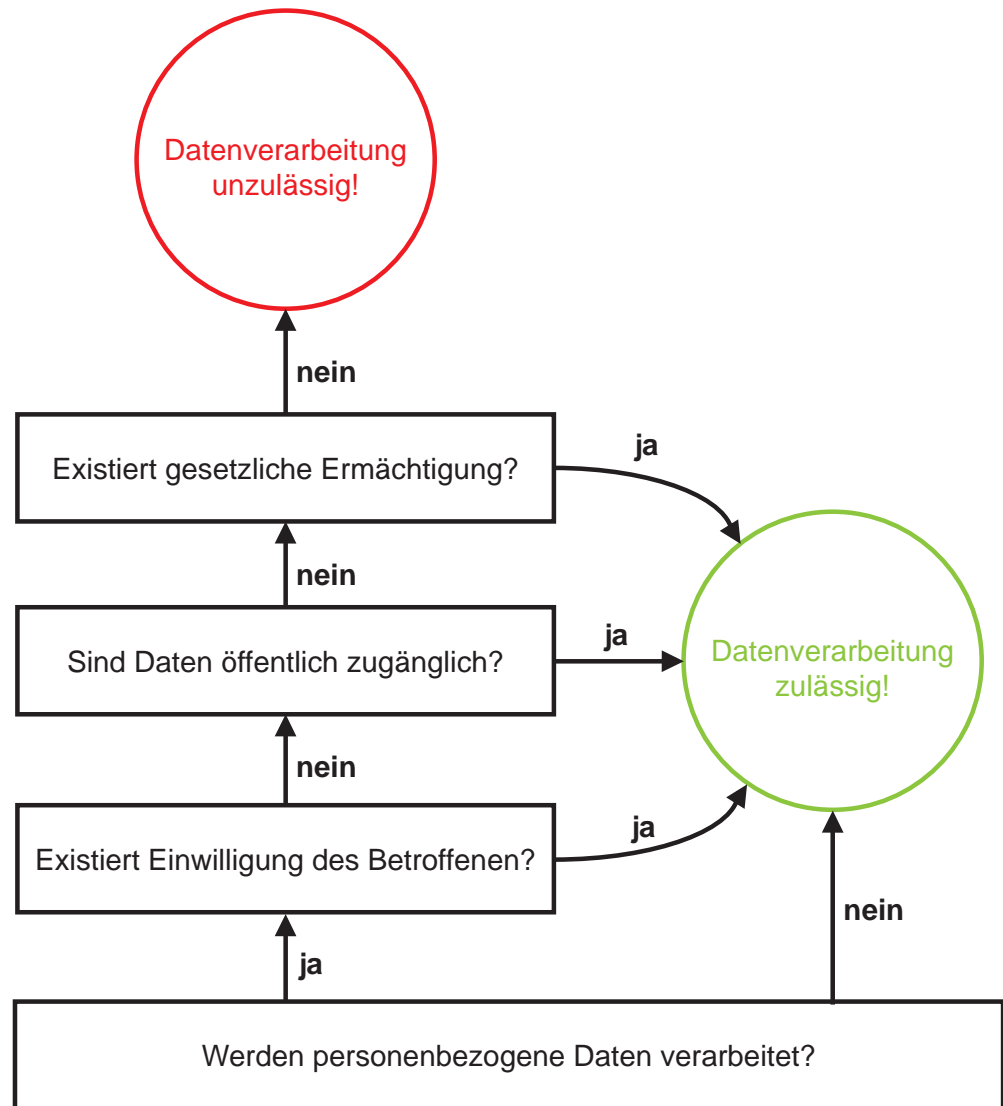 Datenverarbeitung
unzulässig!
nein
Existiert gesetzliche Ermächtigung?
ja
nein
Sind Daten öffentlich zugänglich?
ja
Datenverarbeitung
zulässig!
nein
Existiert Einwilligung des Betroffenen?
ja
nein
ja
Werden personenbezogene Daten verarbeitet?